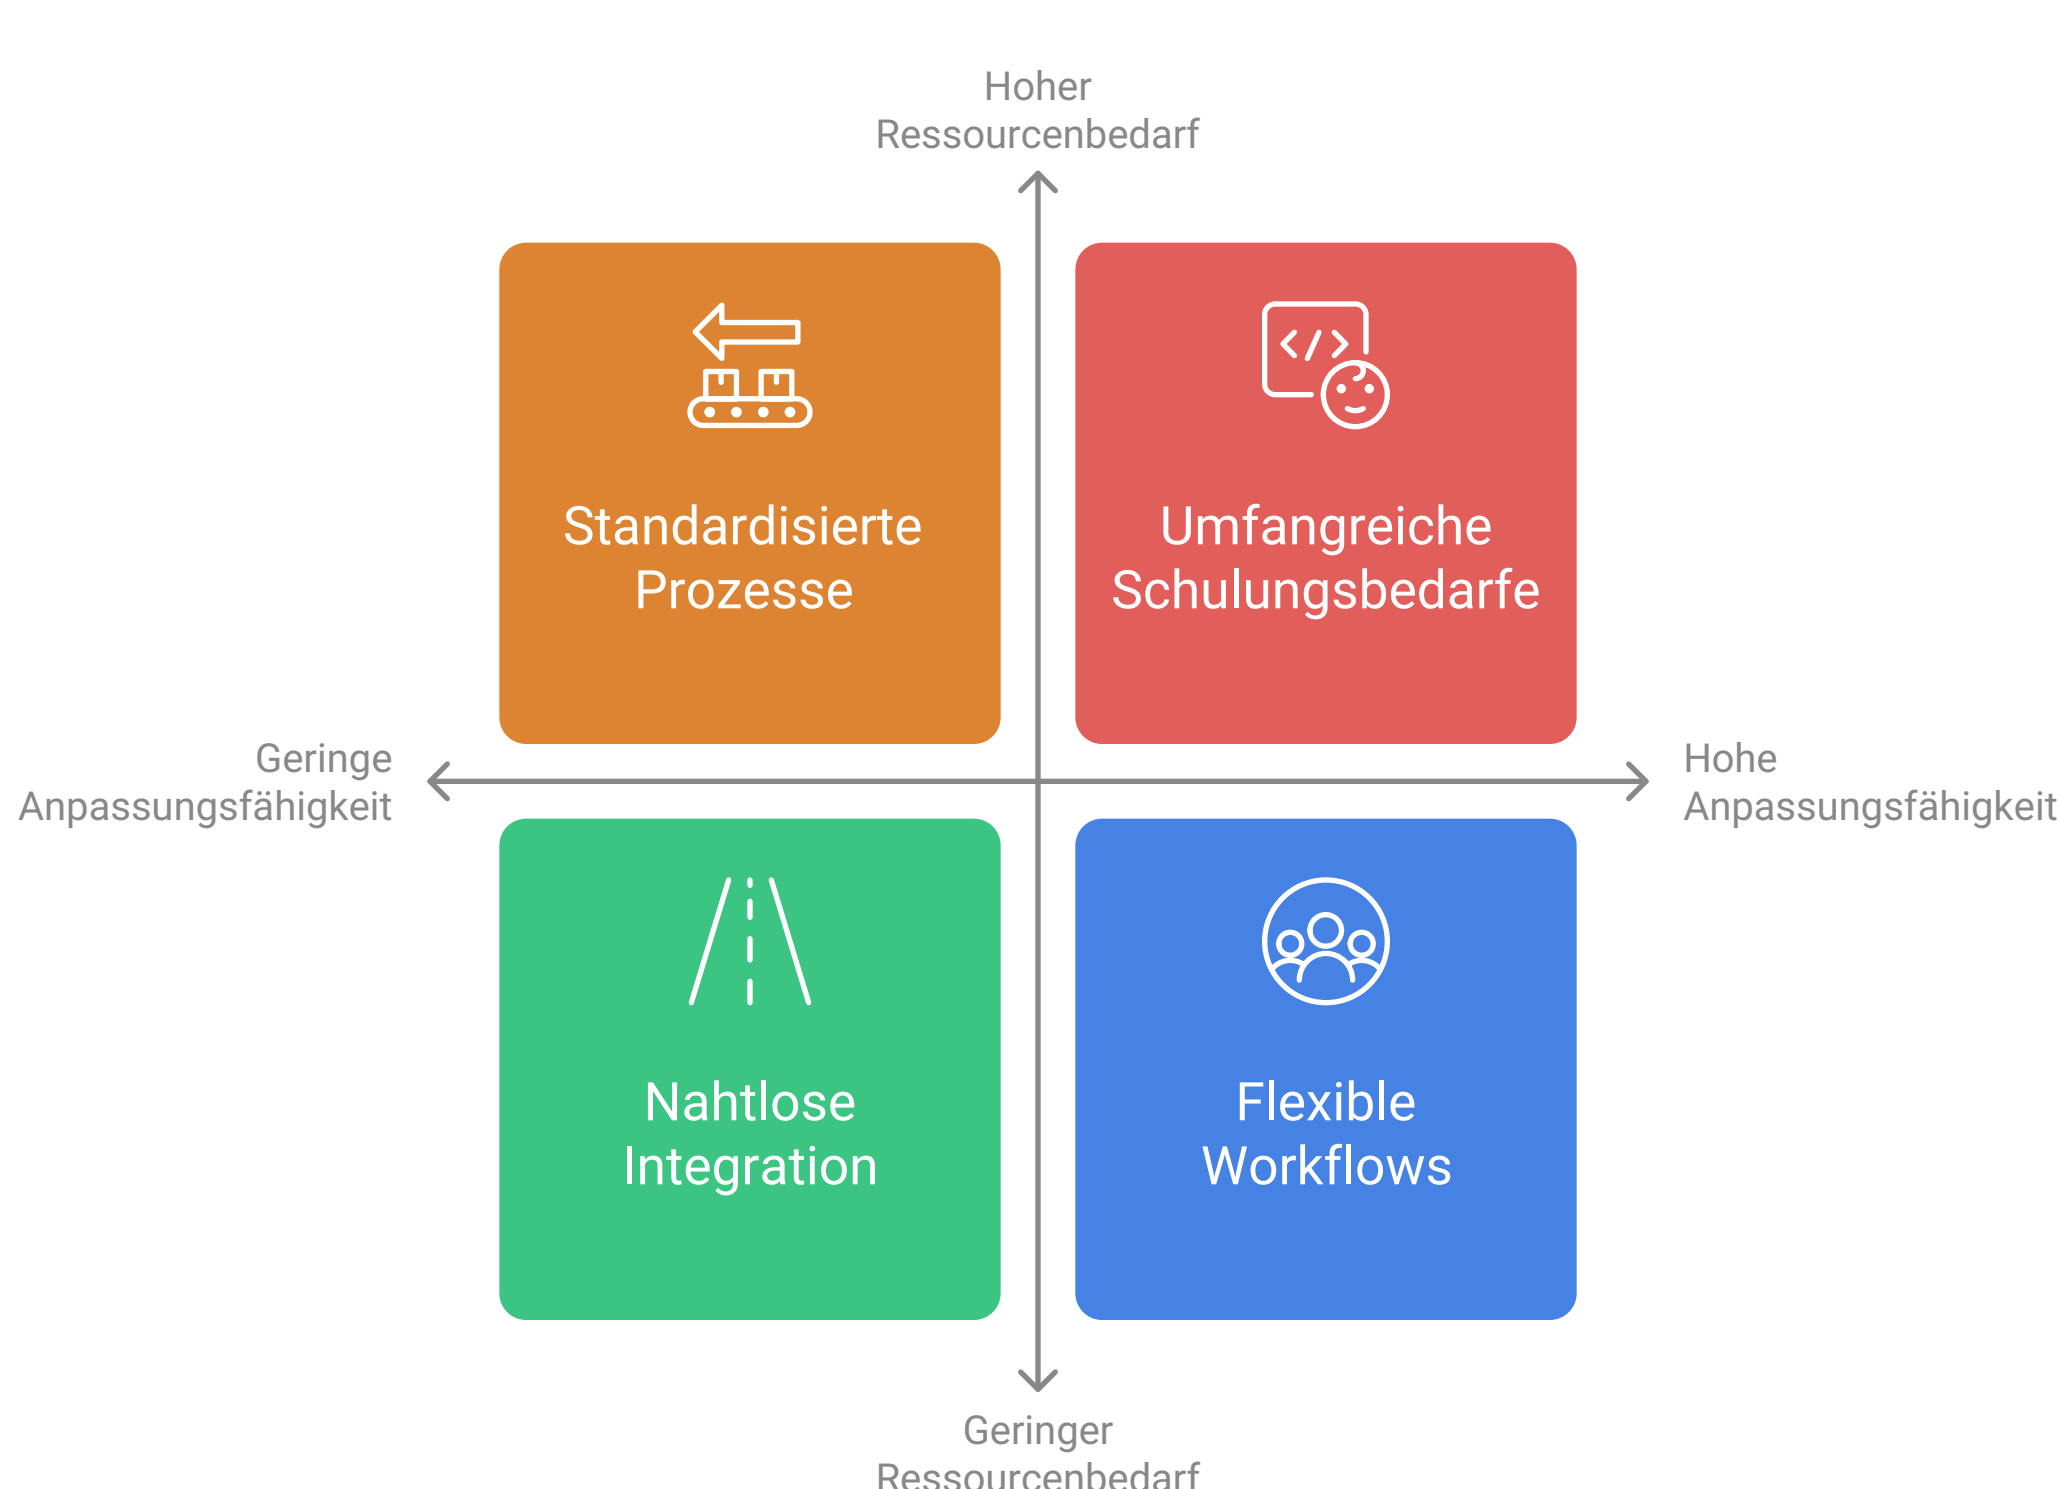 Hoher
Ressourcenbedarf
Standardisierte
Prozesse
Umfangreiche
Schulungsbedarfe
Geringe
Anpassungsfähigkeit
Hohe
Anpassungsfähigkeit
Nahtlose
Integration
Flexible
Workflows
Geringer
Ressourcenbedarf